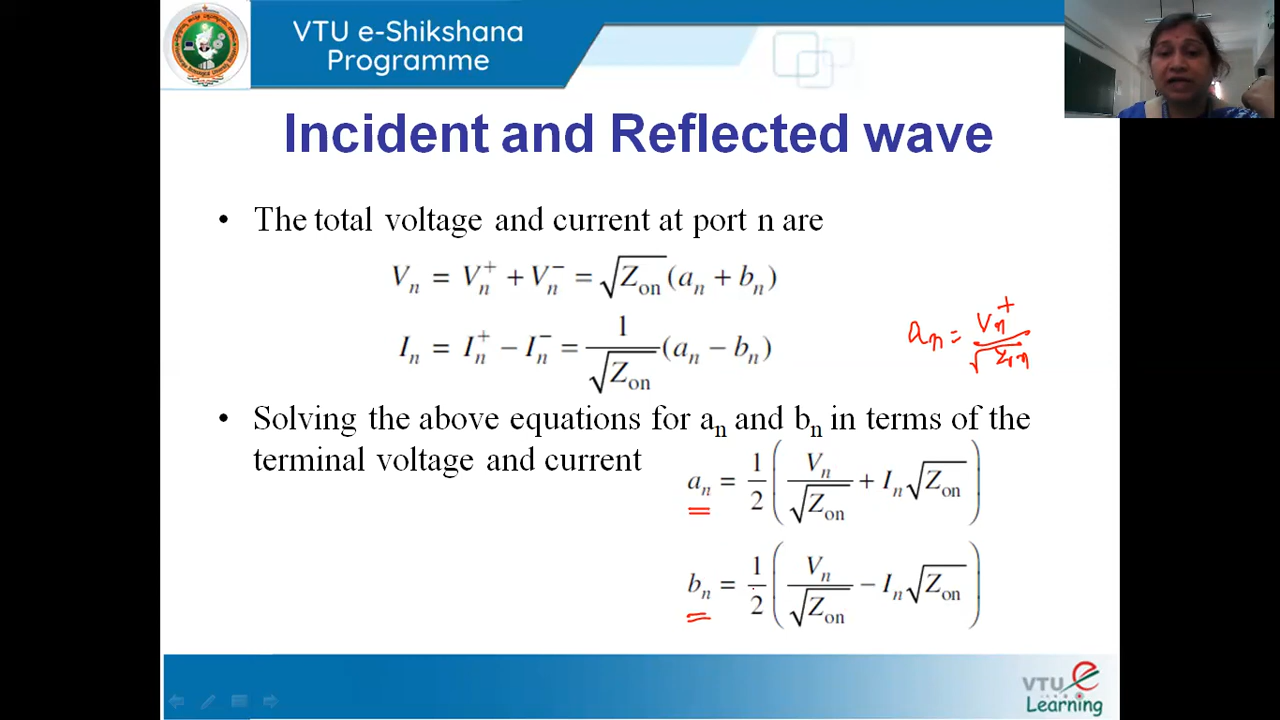 VTU e-Shikshana
Programme
Incident and Reflected wave
• The total voltage and current at port n are
Vₙ = Vₙ⁺ + Vₙ⁻ = √Zₒₙ (aₙ + bₙ)
Iₙ = Iₙ⁺ − Iₙ⁻ = 1/√Zₒₙ (aₙ − bₙ)
aₙ = Vₙ⁺/√Zₒₙ
• Solving the above equations for aₙ and bₙ in terms of the
terminal voltage and current
aₙ = 1/2 (Vₙ/√Zₒₙ + Iₙ√Zₒₙ)
bₙ = 1/2 (Vₙ/√Zₒₙ − Iₙ√Zₒₙ)
VTU e
Learning